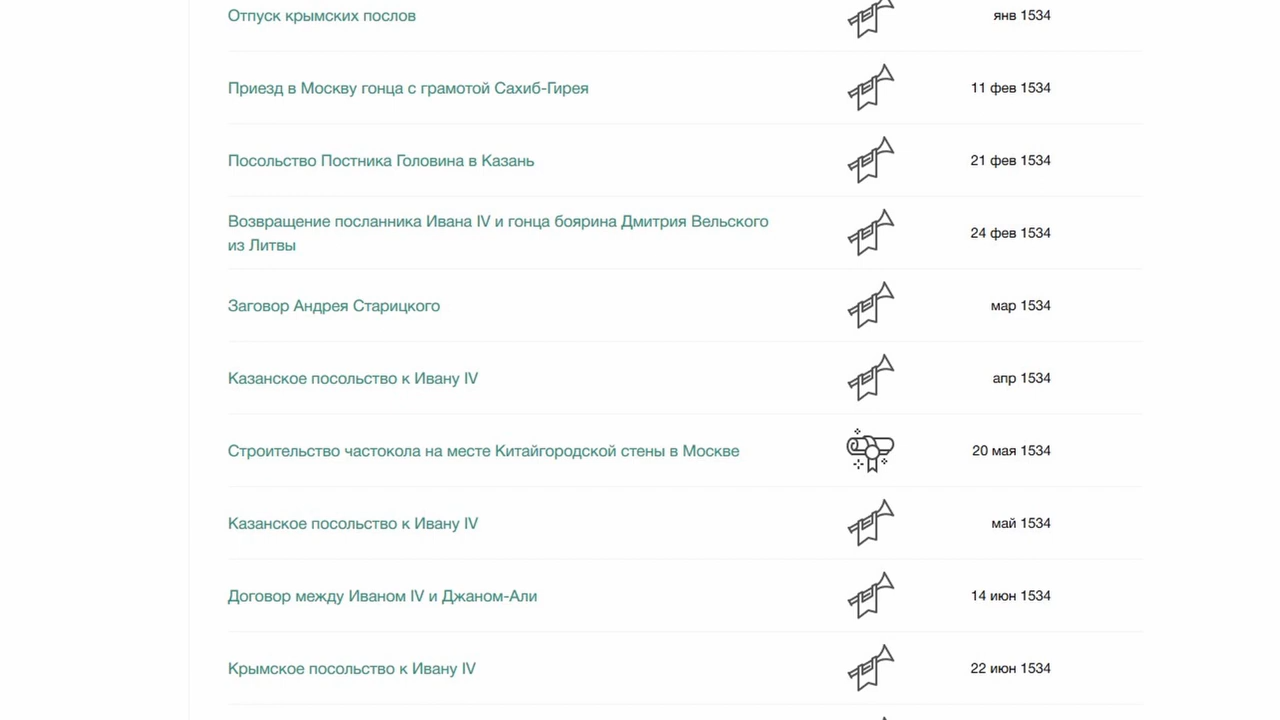 Отпуск крымских послов янв 1534
Приезд в Москву гонца с грамотой Сахиб-Гирея 11 фев 1534
Посольство Постника Головина в Казань 21 фев 1534
Возвращение посланника Ивана IV и гонца боярина Дмитрия Вельского
из Литвы 24 фев 1534
Заговор Андрея Старицкого мар 1534
Казанское посольство к Ивану IV апр 1534
Строительство частокола на месте Китайгородской стены в Москве 20 мая 1534
Казанское посольство к Ивану IV май 1534
Договор между Иваном IV и Джаном-Али 14 июн 1534
Крымское посольство к Ивану IV 22 июн 1534